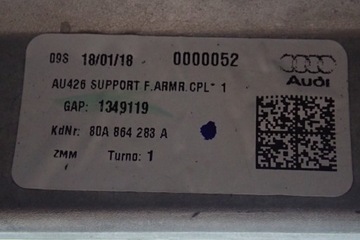 09S 18/01/18 0000052
Audi
AU426 SUPPORT F.ARMR.CPL" 1
GAP: 1349119
KdNr: 80A 864 283 A
ZMM Turno: 1